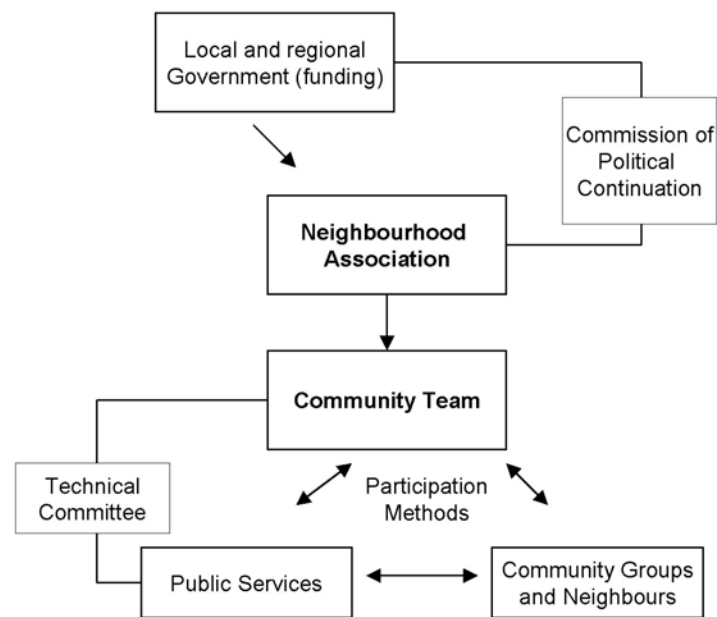 Local and regional
Government (funding)
Commission of
Political
Continuation
Neighbourhood
Association
Community Team
Technical
Committee
Participation
Methods
Public Services
Community Groups
and Neighbours